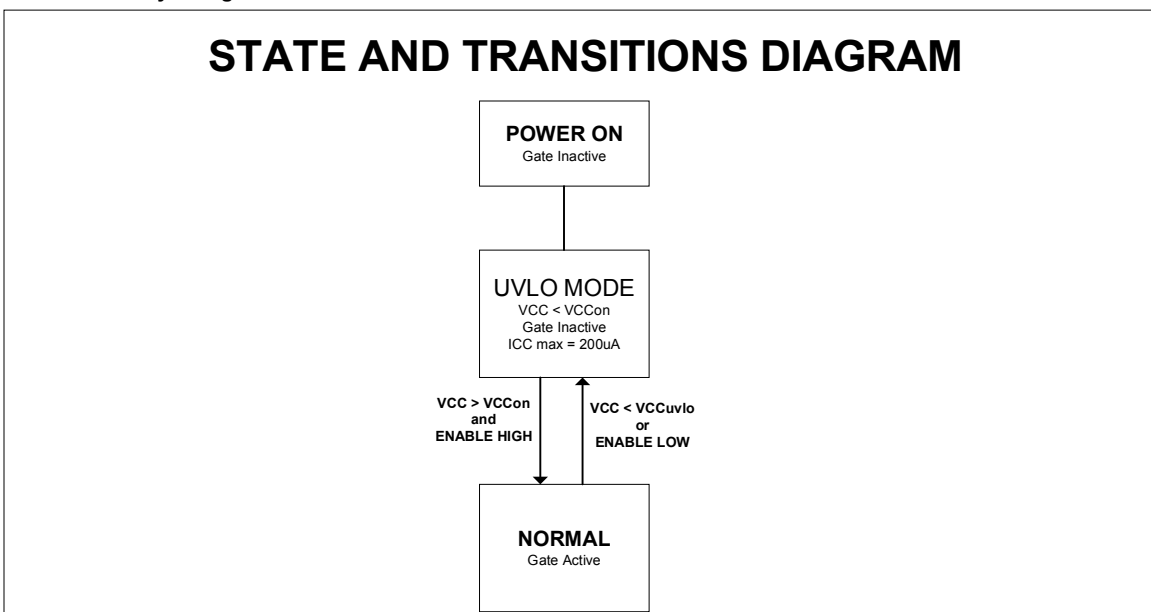 STATE AND TRANSITIONS DIAGRAM
POWER ON
Gate Inactive
UVLO MODE
VCC < VCCon
Gate Inactive
ICC max = 200uA
VCC > VCCon
and
ENABLE HIGH
VCC < VCCuvlo
or
ENABLE LOW
NORMAL
Gate Active